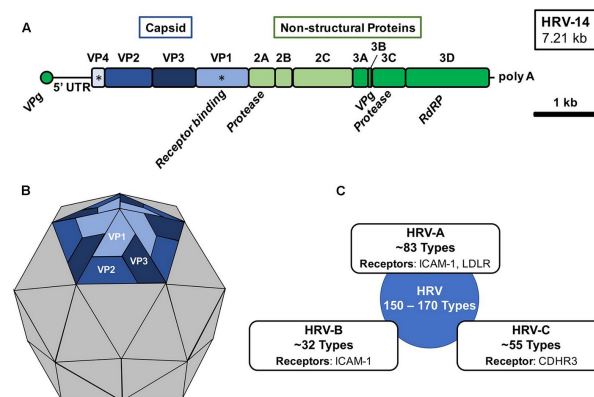 A
Capsid
Non-structural Proteins
HRV-14
7.21 kb
VP4 VP2 VP3 VP1 2A 2B 2C 3A 3B 3C 3D
* *
5' UTR
poly A
VPg
Receptor binding
Protease
VPg
Protease
RdRP
1 kb
B
VP1
VP2
VP3
C
HRV-A
~83 Types
Receptors: ICAM-1, LDLR
HRV
150 – 170 Types
HRV-B
~32 Types
Receptors: ICAM-1
HRV-C
~55 Types
Receptor: CDHR3